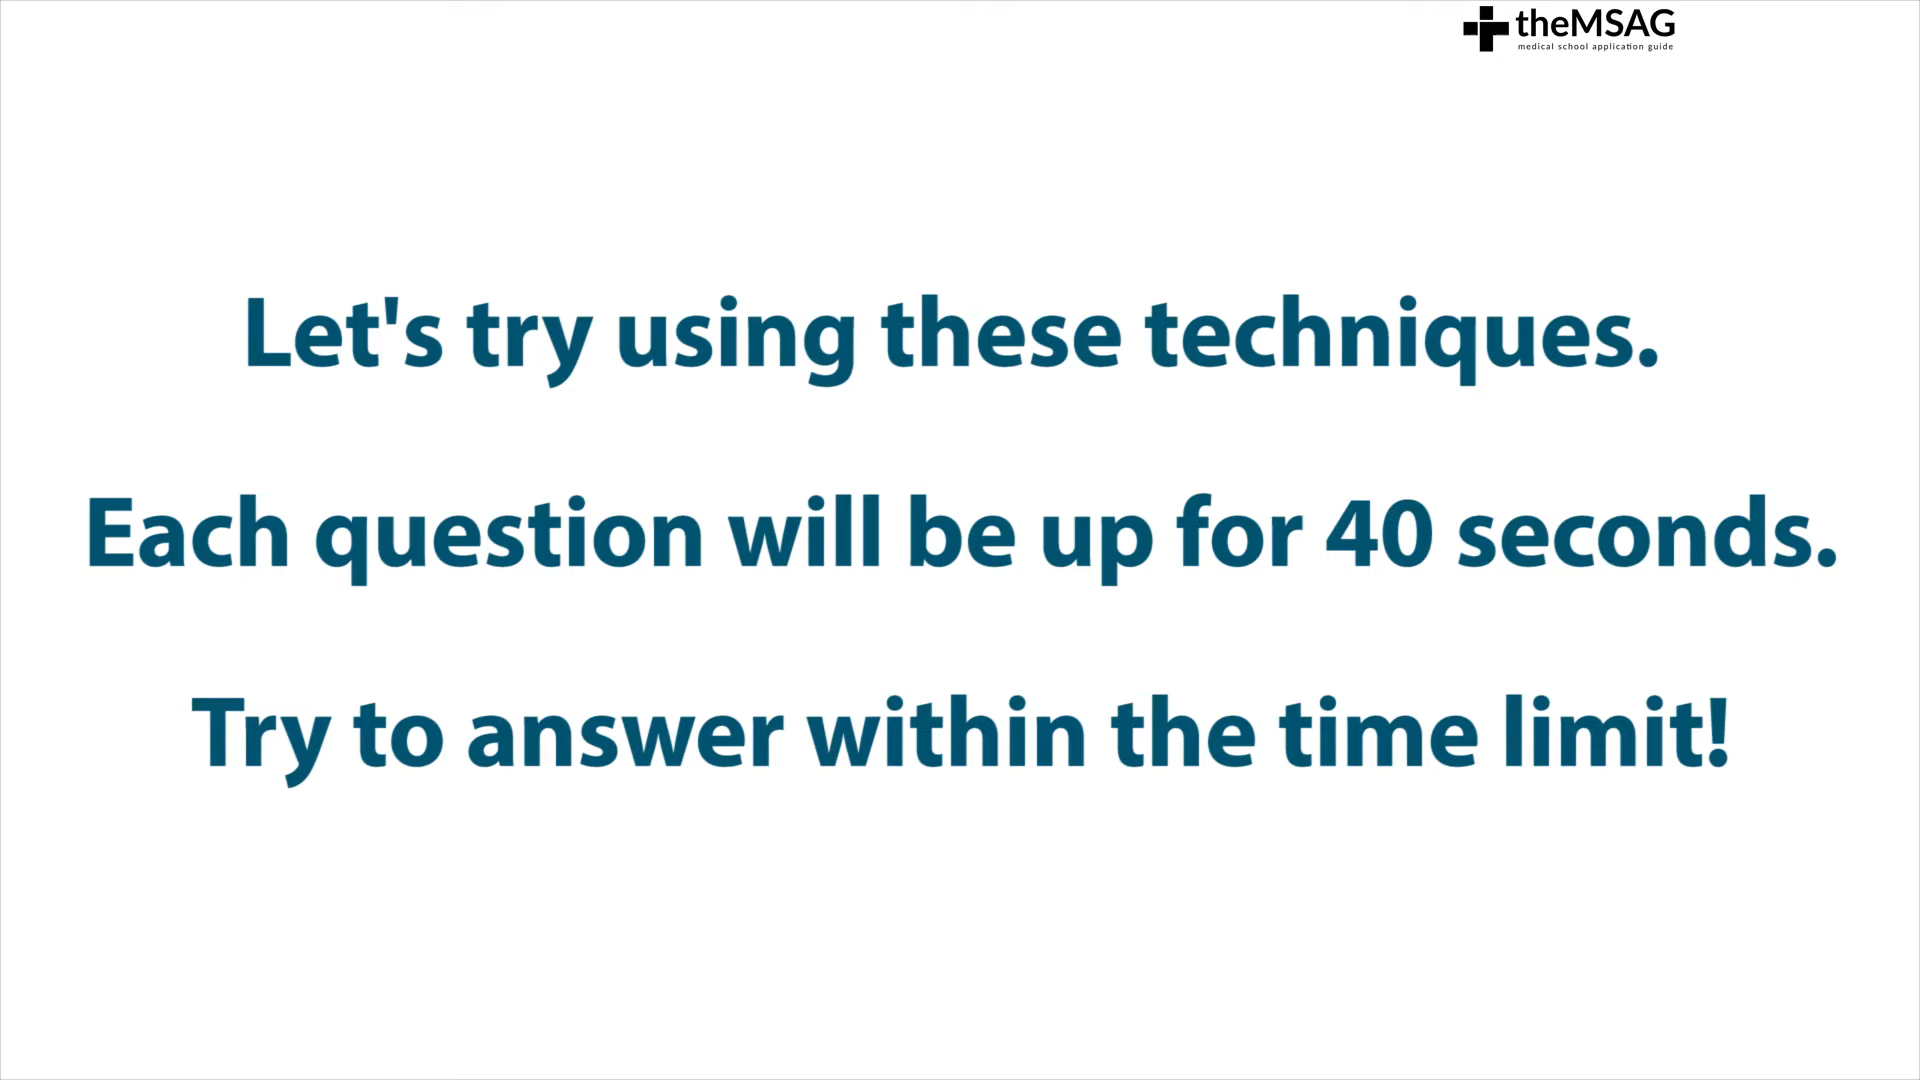 theMSAG
medical school application guide
Let's try using these techniques.
Each question will be up for 40 seconds.
Try to answer within the time limit!